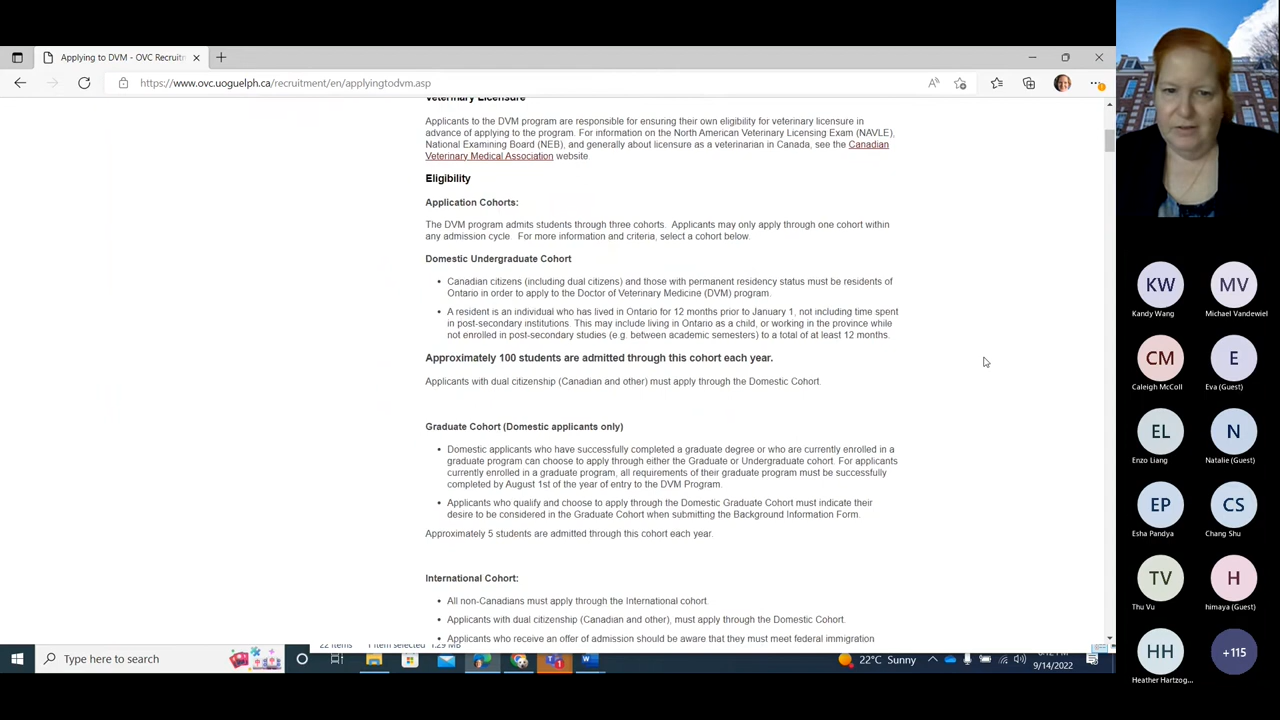 Applying to DVM - OVC Recruitm
https://www.ovc.uoguelph.ca/recruitment/en/applyingtodvm.asp
Veterinary Licensure
Applicants to the DVM program are responsible for ensuring their own eligibility for veterinary licensure in
advance of applying to the program. For information on the North American Veterinary Licensing Exam (NAVLE),
National Examining Board (NEB), and generally about licensure as a veterinarian in Canada, see the Canadian
Veterinary Medical Association website
Eligibility
Application Cohorts:
The DVM program admits students through three cohorts. Applicants may only apply through one cohort within
any admission cycle. For more information and criteria, select a cohort below.
Domestic Undergraduate Cohort
• Canadian citizens (including dual citizens) and those with permanent residency status must be residents of
Ontario in order to apply to the Doctor of Veterinary Medicine (DVM) program.
• A resident is an individual who has lived in Ontario for 12 months prior to January 1, not including time spent
in post-secondary institutions. This may include living in Ontario as a child, or working in the province while
not enrolled in post-secondary studies (e.g. between academic semesters) to a total of at least 12 months.
Approximately 100 students are admitted through this cohort each year.
Applicants with dual citizenship (Canadian and other) must apply through the Domestic Cohort.
Graduate Cohort (Domestic applicants only)
• Domestic applicants who have successfully completed a graduate degree or who are currently enrolled in a
graduate program can choose to apply through either the Graduate or Undergraduate cohort. For applicants
currently enrolled in a graduate program, all requirements of their graduate program must be successfully
completed by August 1st of the year of entry to the DVM Program.
• Applicants who qualify and choose to apply through the Domestic Graduate Cohort must indicate their
desire to be considered in the Graduate Cohort when submitting the Background Information Form.
Approximately 5 students are admitted through this cohort each year.
International Cohort:
• All non-Canadians must apply through the International cohort.
• Applicants with dual citizenship (Canadian and other), must apply through the Domestic Cohort.
• Applicants who receive an offer of admission should be aware that they must meet federal immigration
22 items 1 item selected 1.29 MB
Type here to search
22°C Sunny
9/14/2022
KW
Kandy Wang
MV
Michael Vandewiel
CM
Caleigh McColl
E
Eva (Guest)
EL
Enzo Liang
N
Natalie (Guest)
EP
Esha Pandya
CS
Chang Shu
TV
Thu Vu
H
himaya (Guest)
HH
Heather Hartzog...
+115